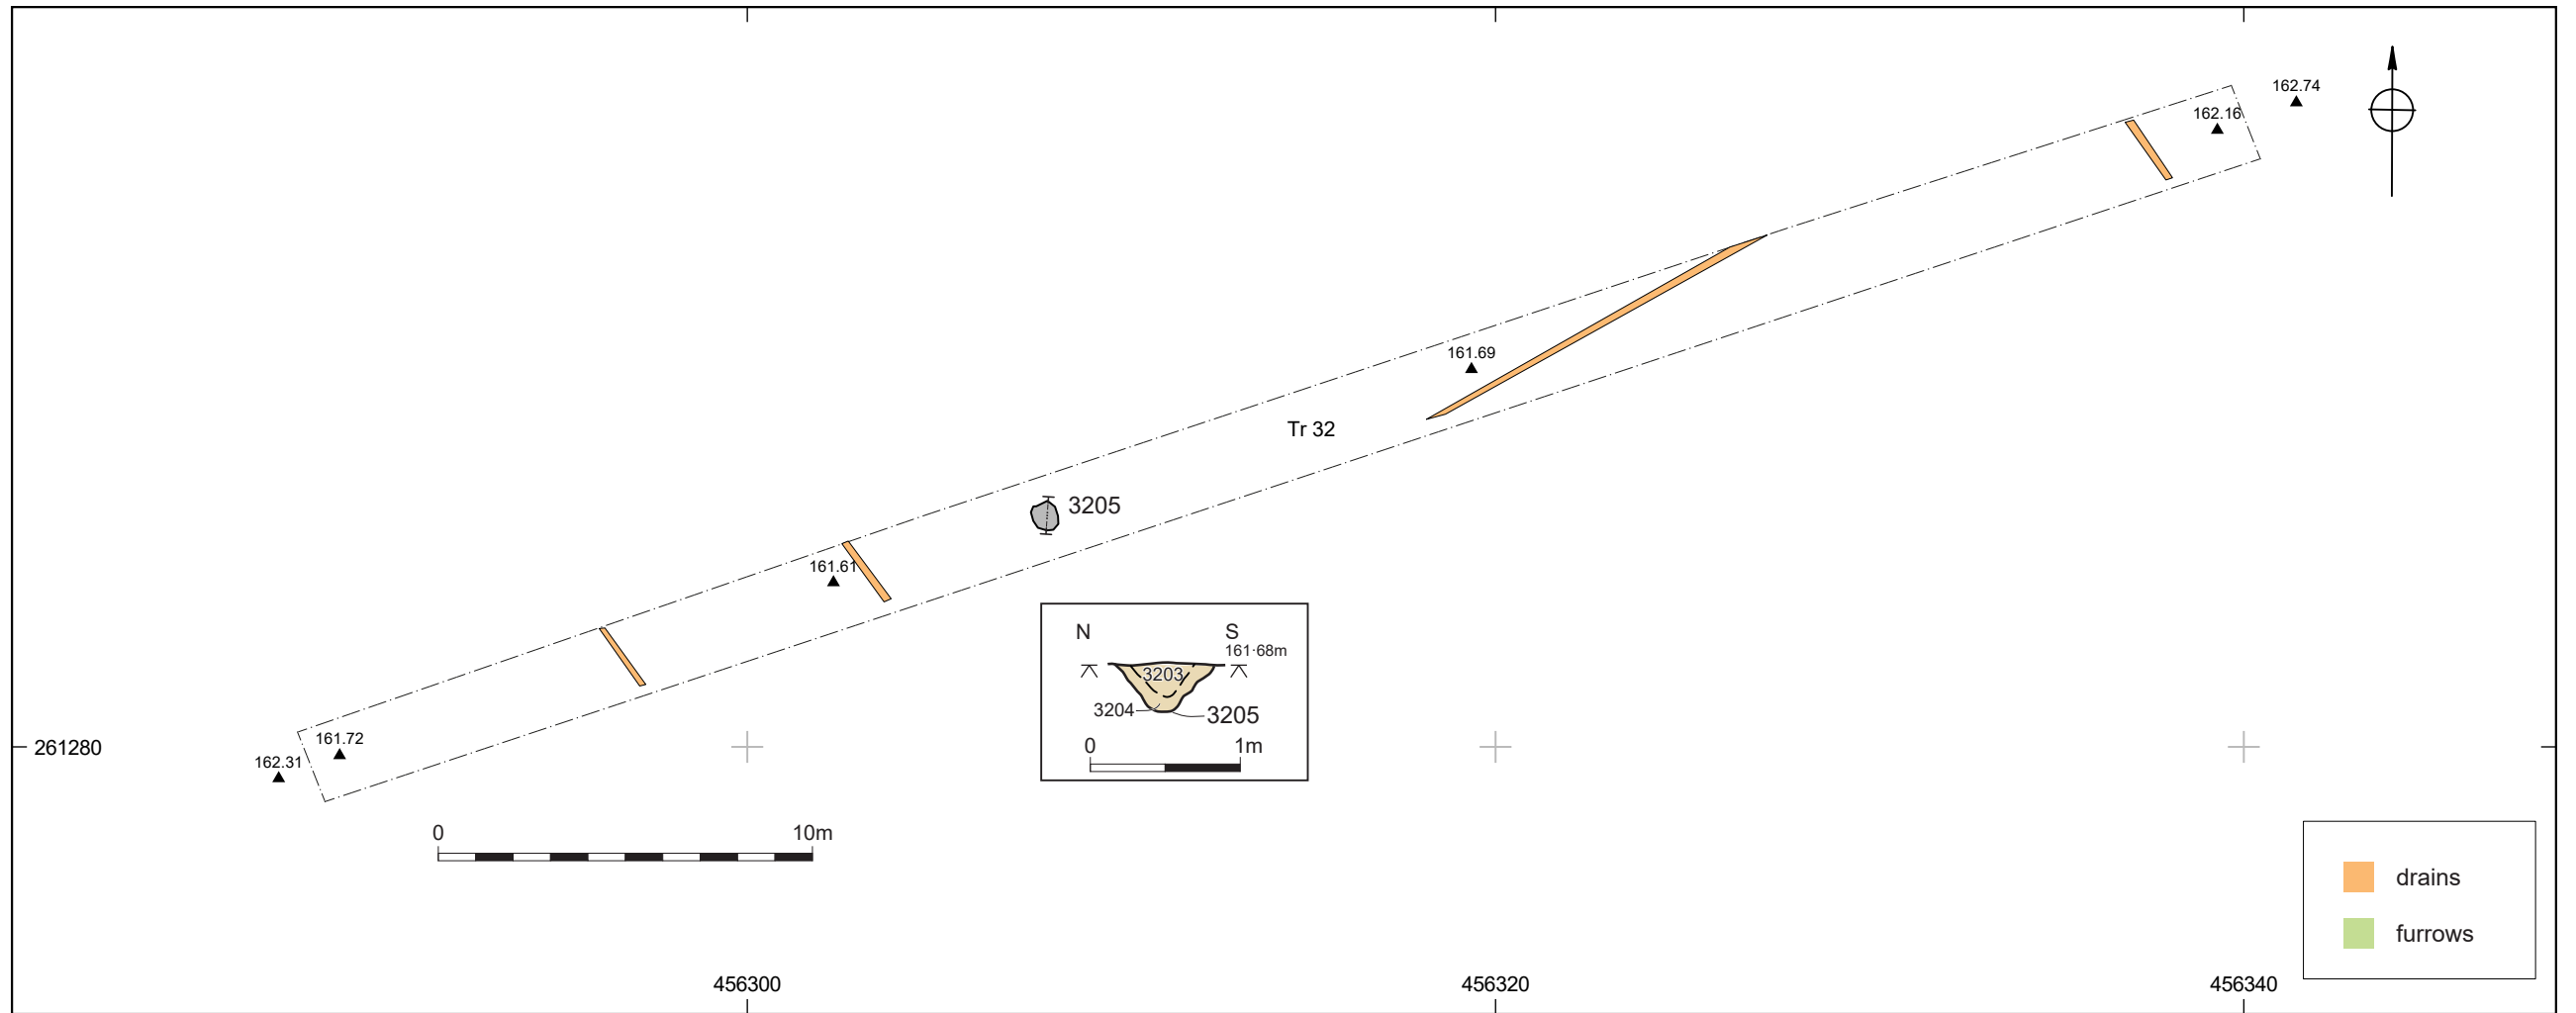 162.74
162.16
161.69
Tr 32
3205
161.61
N S
161·68m
3203
3204 3205
0 1m
161.72
162.31
261280
0 10m
drains
furrows
456300 456320 456340